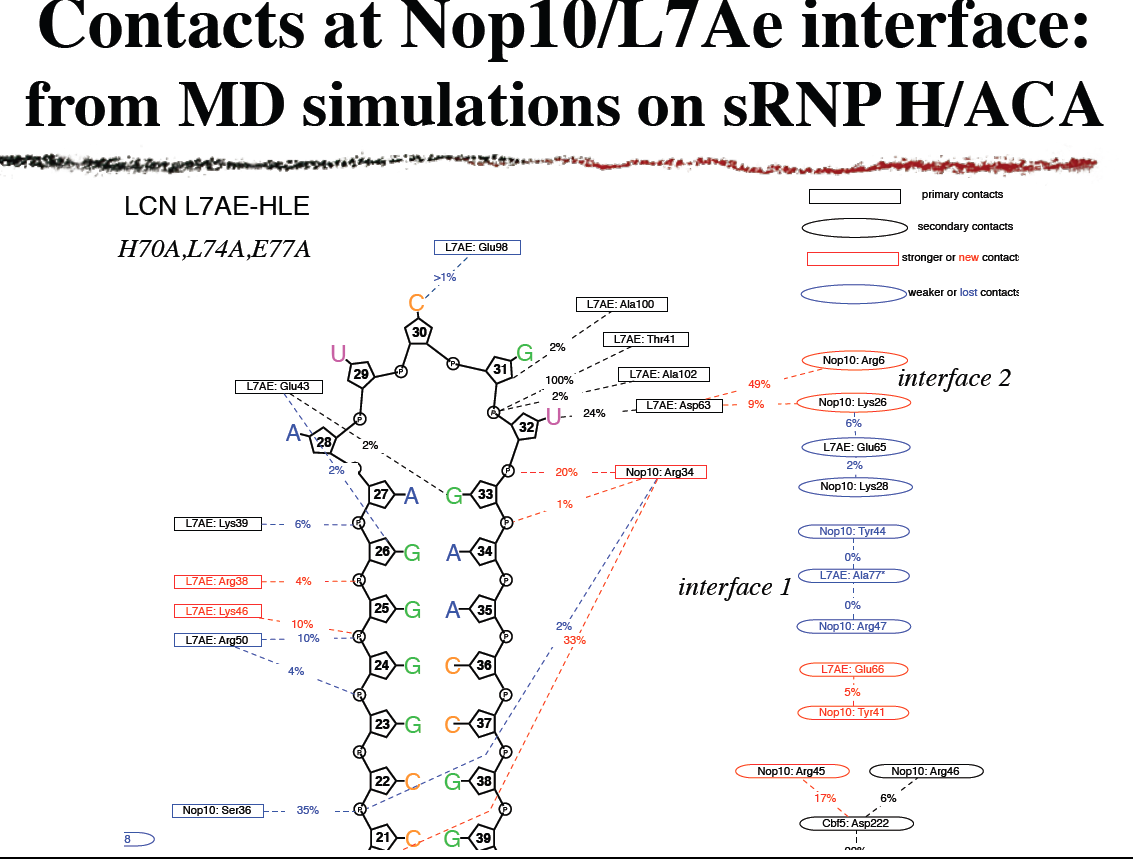 Contacts at Nop10/L7Ae interface:
from MD simulations on sRNP H/ACA
LCN L7AE-HLE
H70A,L74A,E77A
primary contacts
secondary contacts
stronger or new contacts
weaker or lost contacts
L7AE: Glu98
>1%
C
30
L7AE: Ala100
2%
U
29
P
P
31
G
L7AE: Thr41
100%
L7AE: Ala102
2%
Nop10: Arg6
49%
interface 2
L7AE: Glu43
L7AE: Asp63
9%
Nop10: Lys26
P
P
32
U
24%
6%
A
28
2%
L7AE: Glu65
2%
2%
Nop10: Lys28
P
20%
Nop10: Arg34
27
A
G
33
1%
L7AE: Lys39
6%
P
P
Nop10: Tyr44
0%
26
G
A
34
L7AE: Arg38
4%
P
P
interface 1
L7AE: Ala77*
0%
25
G
A
35
L7AE: Lys46
10%
L7AE: Arg50
10%
P
P
2%
33%
Nop10: Arg47
4%
24
G
C
36
L7AE: Glu66
5%
P
P
Nop10: Tyr41
23
G
C
37
P
P
22
C
G
38
Nop10: Arg45
Nop10: Arg46
17%
6%
Nop10: Ser36
35%
P
P
Cbf5: Asp222
8
21
C
G
39